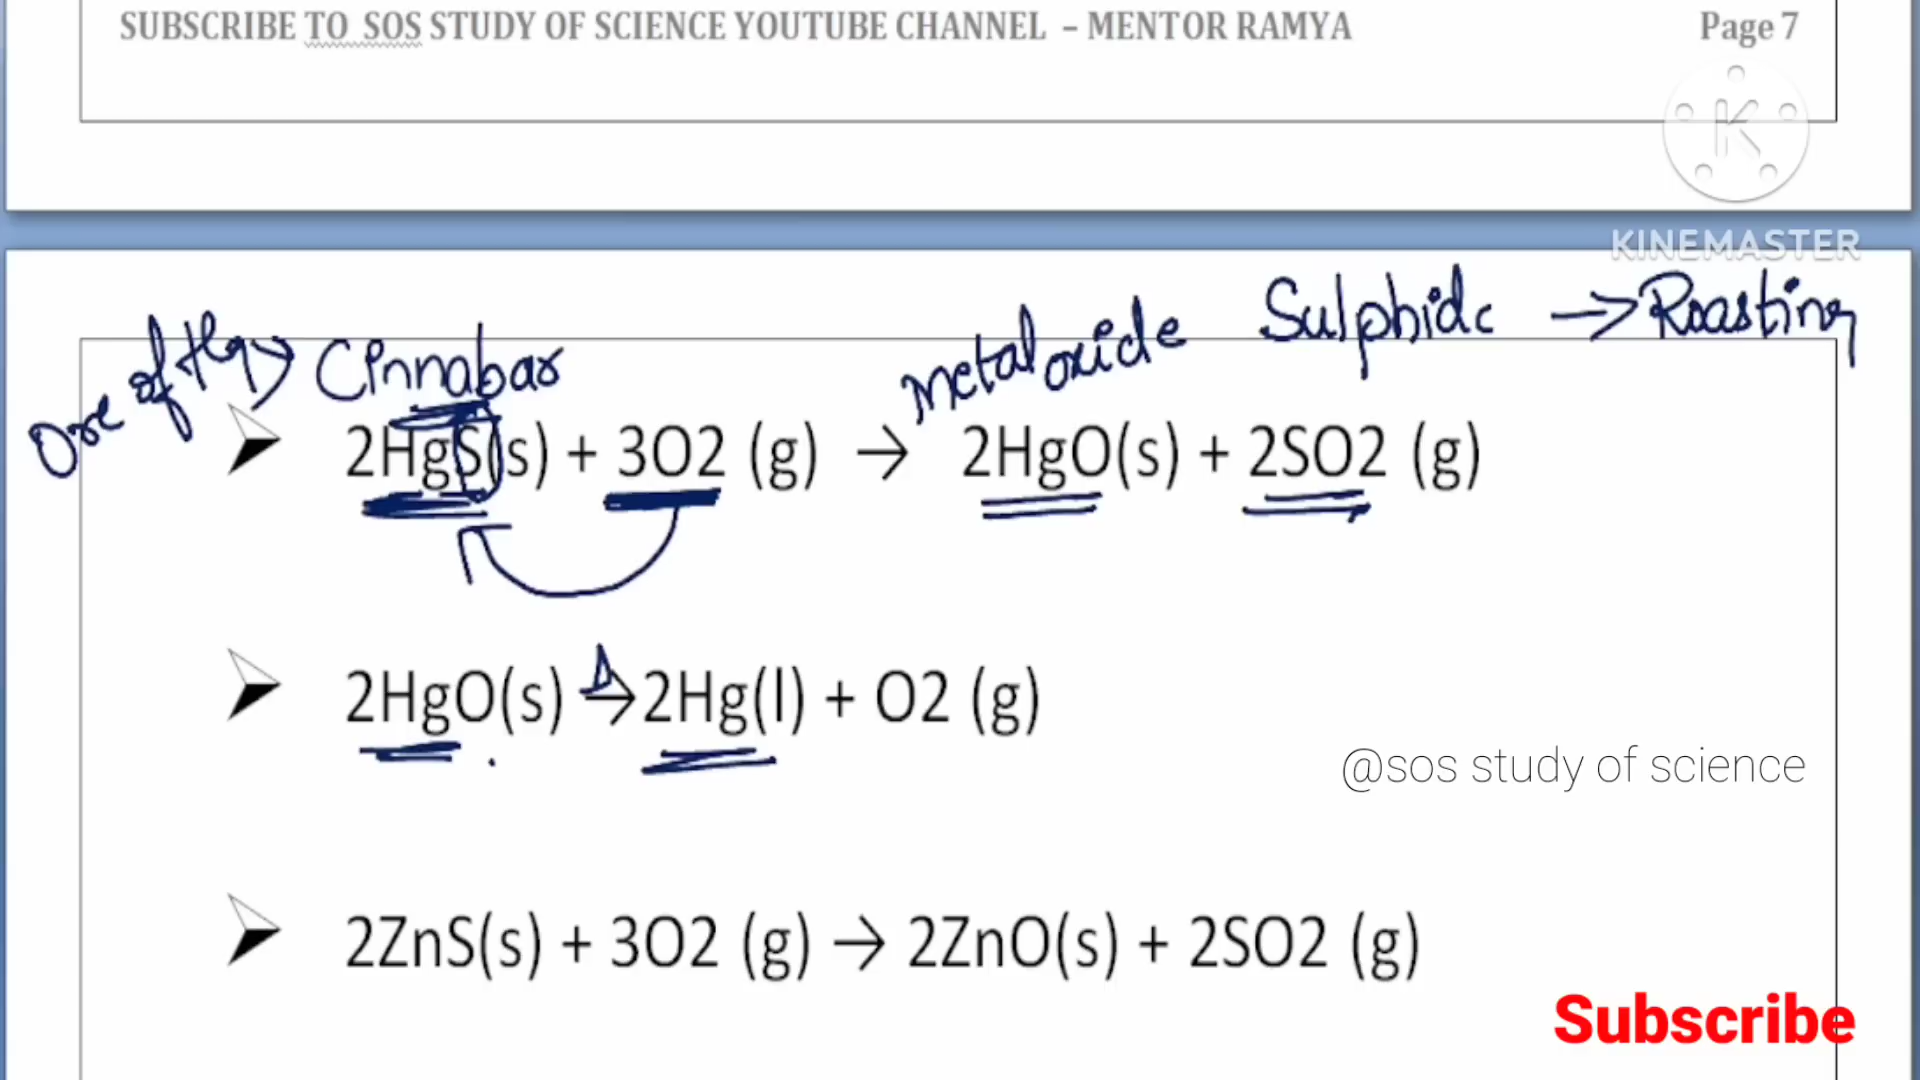 SUBSCRIBE TO SOS STUDY OF SCIENCE YOUTUBE CHANNEL – MENTOR RAMYA Page 7
K
KINEMASTER
Ore of Hg → Cinnabar metal oxide Sulphide → Roasting
2HgS(s) + 3O2 (g) → 2HgO(s) + 2SO2 (g)
2HgO(s) Δ→ 2Hg(l) + O2 (g)
@sos study of science
2ZnS(s) + 3O2 (g) → 2ZnO(s) + 2SO2 (g)
Subscribe